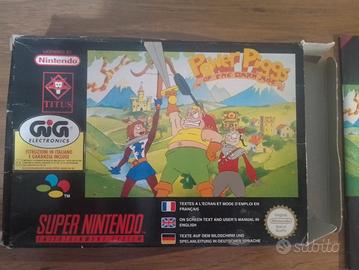 LICENSED BY
Nintendo
TITUS
GIG
ELECTRONICS
ISTRUZIONI IN ITALIANO
E GARANZIA INCLUSE
Power Piggs
OF THE DARK AGE
TEXTES A L'ECRAN ET MODE D'EMPLOI EN
FRANÇAIS
ON SCREEN TEXT AND USER'S MANUAL IN
ENGLISH
TEXTE AUF DEM BILDSCHIRM UND
SPIELANLEITUNG IN DEUTSCHER SPRACHE
SUPER NINTENDO
ENTERTAINMENT SYSTEM
subito